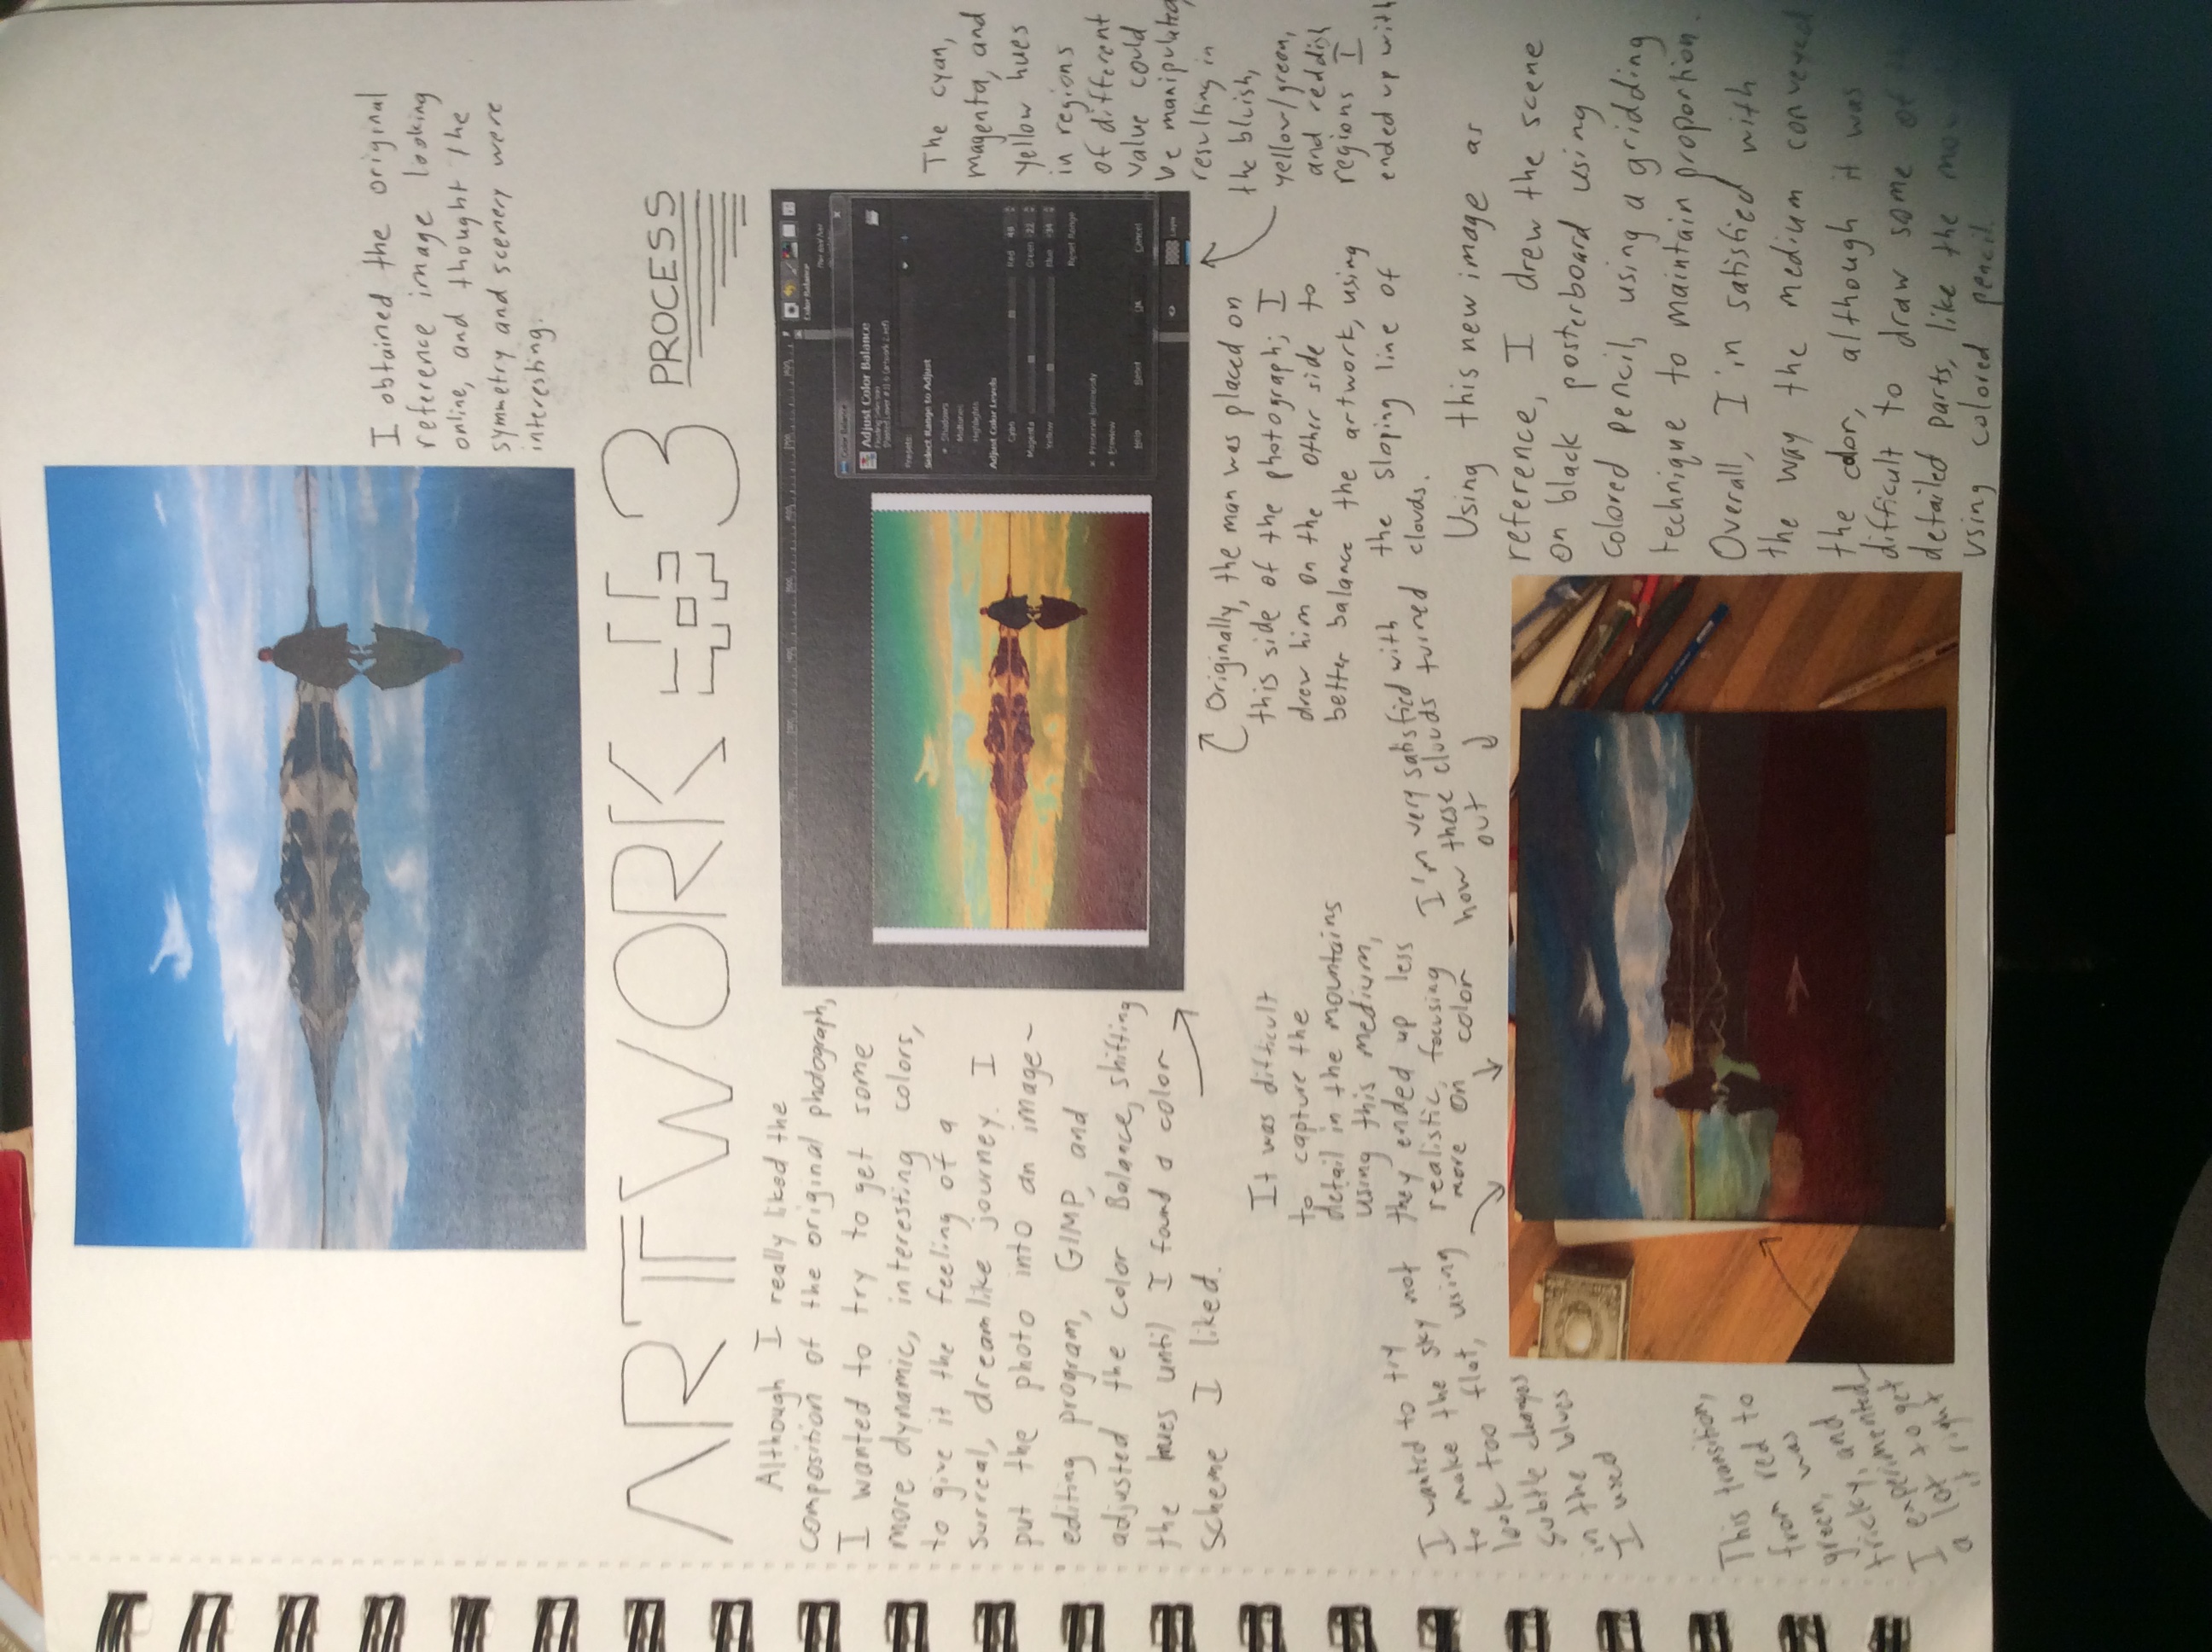 I obtained the original
reference image looking
online, and thought the
symmetry and scenery were
interesting.
ARTWORK #3
PROCESS
Although I really liked the
composition of the original photograph,
I wanted to try to get some
more dynamic, interesting colors,
to give it the feeling of a
surreal, dreamlike journey. I
put the photo into an image-
editing program, GIMP, and
adjusted the Color Balance, shifting
the hues until I found a color
scheme I liked.
Color Balance
Adjust Color Balance
Presets:
Select Range to Adjust
Shadows
Midtones
Highlights
Adjust Color Levels
Cyan Red 48
Magenta Green -22
Yellow Blue -34
Reset Range
Preserve luminosity
Preview
Help Reset OK Cancel
The cyan,
magenta, and
yellow hues
in regions
of different
value could
be manipulated,
resulting in
the bluish,
yellow/green,
and reddish
regions I
ended up with
Originally, the man was placed on
this side of the photograph; I
drew him on the other side to
better balance the artwork, using
the sloping line of
clouds.
It was difficult
to capture the
detail in the mountains
using this medium,
they ended up less
realistic, focusing
more on color
I'm very satisfied with
how these clouds turned
out
I wanted to try
to make the sky not
look too flat, using
subtle changes
in the blues
I used
This transition,
from red to
green, was
tricky, and
I experimented
a lot to get
it right
Using this new image as
reference, I drew the scene
on black posterboard using
colored pencil, using a gridding
technique to maintain proportion.
Overall, I'm satisfied with
the way the medium conveyed
the color, although it was
difficult to draw some of
detailed parts, like the
using colored pencil.